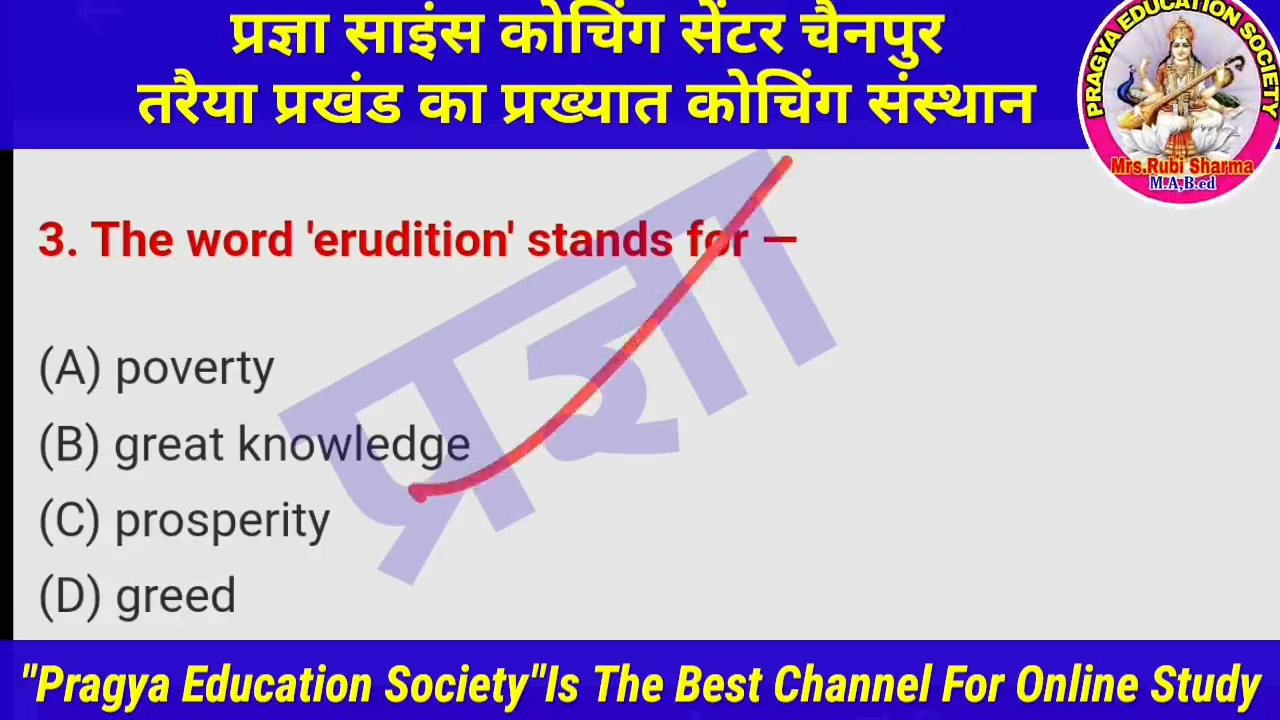 प्रज्ञा साइंस कोचिंग सेंटर चैनपुर
तरैया प्रखंड का प्रख्यात कोचिंग संस्थान
PRAGYA EDUCATION SOCIETY
Mrs.Rubi Sharma
M.A,B.ed
3. The word 'erudition' stands for —
प्रज्ञा
(A) poverty
(B) great knowledge
(C) prosperity
(D) greed
"Pragya Education Society"Is The Best Channel For Online Study